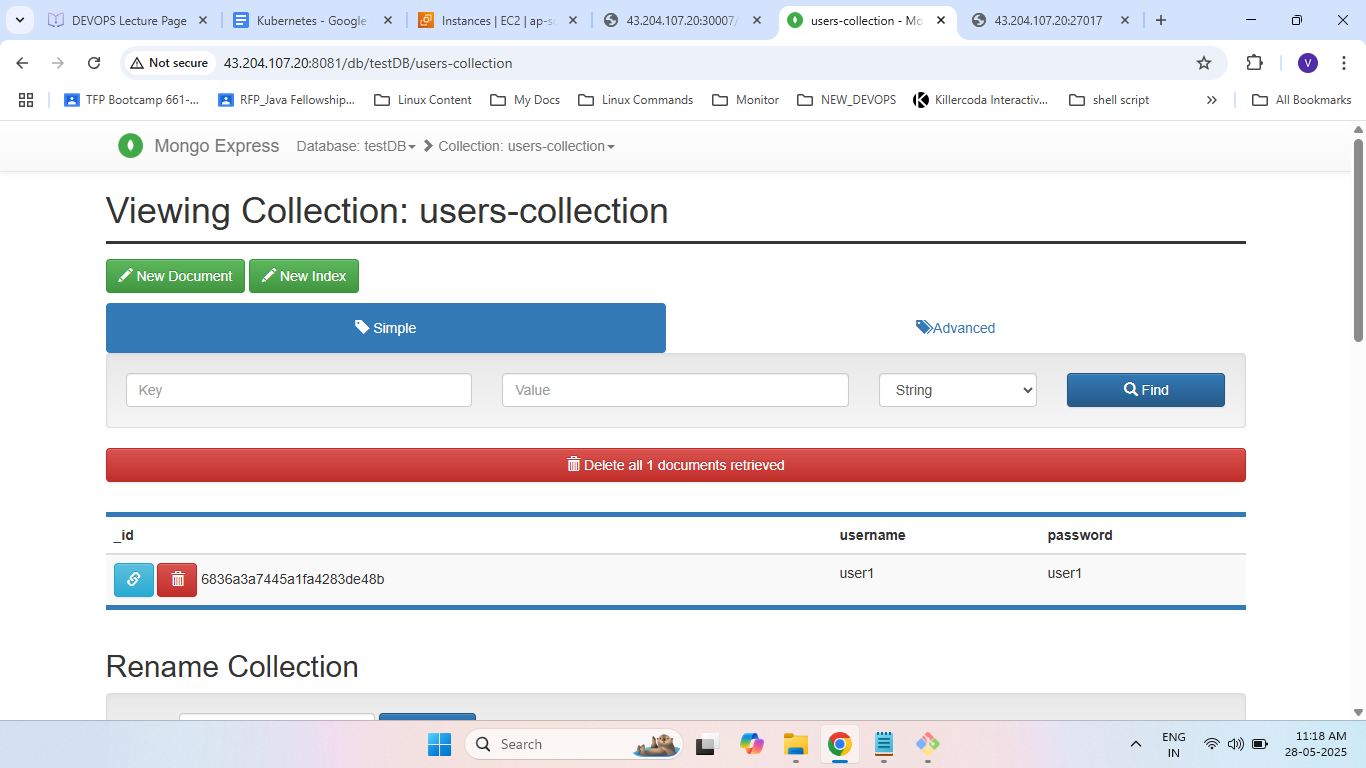 DEVOPS Lecture Page
Kubernetes - Google
Instances | EC2 | ap-so
43.204.107.20:30007/
users-collection - Mo
43.204.107.20:27017
Not secure 43.204.107.20:8081/db/testDB/users-collection
V
TFP Bootcamp 661-... RFP_Java Fellowship... Linux Content My Docs Linux Commands Monitor NEW_DEVOPS Killercoda Interactiv... shell script All Bookmarks
Mongo Express Database: testDB Collection: users-collection
Viewing Collection: users-collection
New Document New Index
Simple Advanced
Key Value String Find
Delete all 1 documents retrieved
_id username password
6836a3a7445a1fa4283de48b user1 user1
Rename Collection
Search
ENG
IN
11:18 AM
28-05-2025